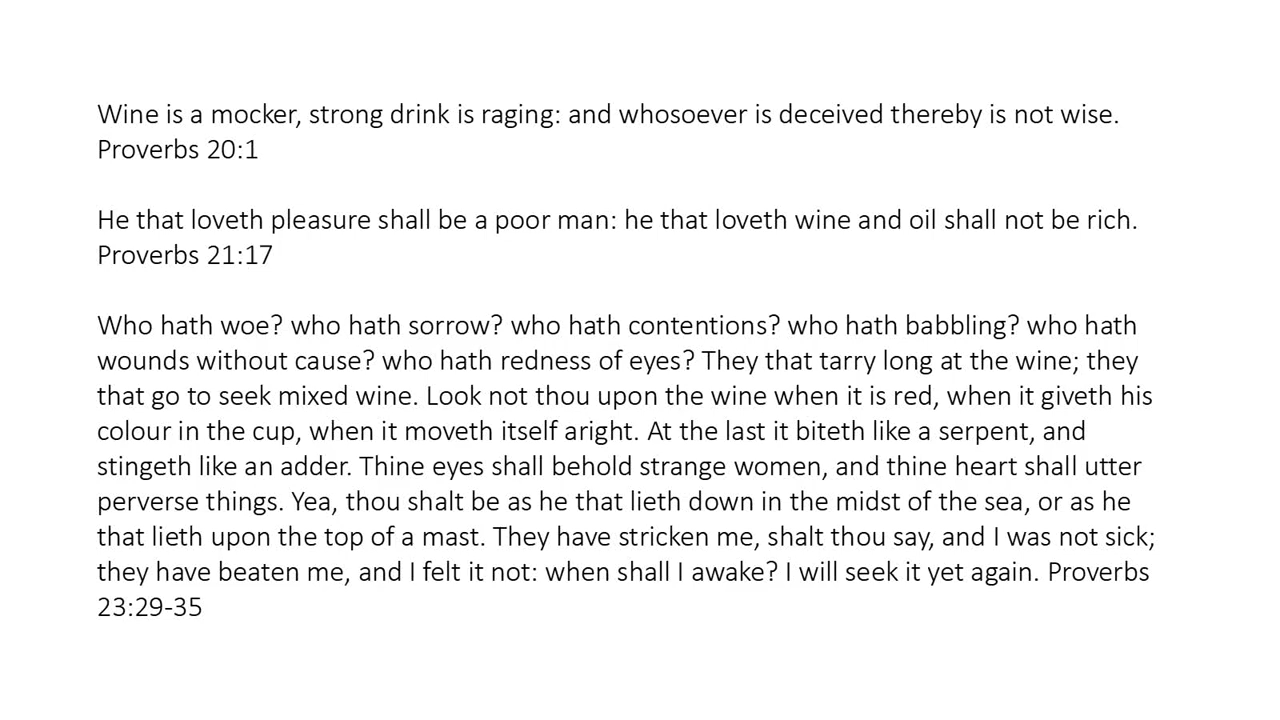 Wine is a mocker, strong drink is raging: and whosoever is deceived thereby is not wise.
Proverbs 20:1
He that loveth pleasure shall be a poor man: he that loveth wine and oil shall not be rich.
Proverbs 21:17
Who hath woe? who hath sorrow? who hath contentions? who hath babbling? who hath
wounds without cause? who hath redness of eyes? They that tarry long at the wine; they
that go to seek mixed wine. Look not thou upon the wine when it is red, when it giveth his
colour in the cup, when it moveth itself aright. At the last it biteth like a serpent, and
stingeth like an adder. Thine eyes shall behold strange women, and thine heart shall utter
perverse things. Yea, thou shalt be as he that lieth down in the midst of the sea, or as he
that lieth upon the top of a mast. They have stricken me, shalt thou say, and I was not sick;
they have beaten me, and I felt it not: when shall I awake? I will seek it yet again. Proverbs
23:29-35